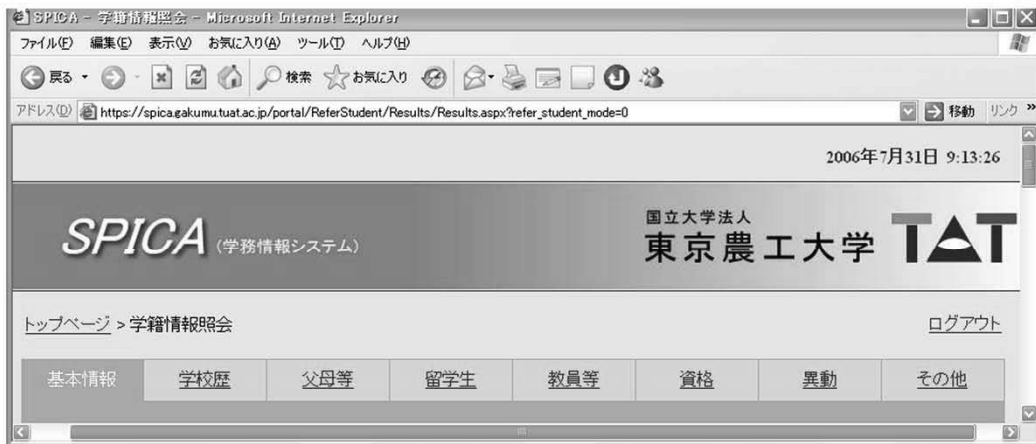 SPICA - 学籍情報照会 - Microsoft Internet Explorer
ファイル(F) 編集(E) 表示(V) お気に入り(A) ツール(T) ヘルプ(H)
戻る 検索 お気に入り
アドレス(D) https://spica.gakumu.tuat.ac.jp/portal/ReferStudent/Results/Results.aspx?refer_student_mode=0 移動 リンク »
2006年7月31日 9:13:26
SPICA (学務情報システム)
国立大学法人
東京農工大学 TAT
トップページ > 学籍情報照会 ログアウト
基本情報 学校歴 父母等 留学生 教員等 資格 異動 その他